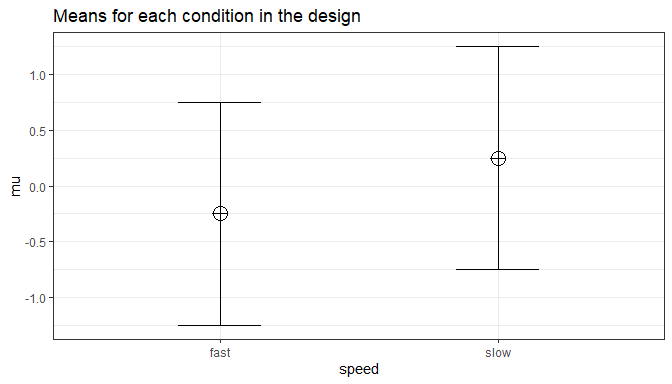 Means for each condition in the design
mu
1.0
0.5
0.0
-0.5
-1.0
fast slow
speed